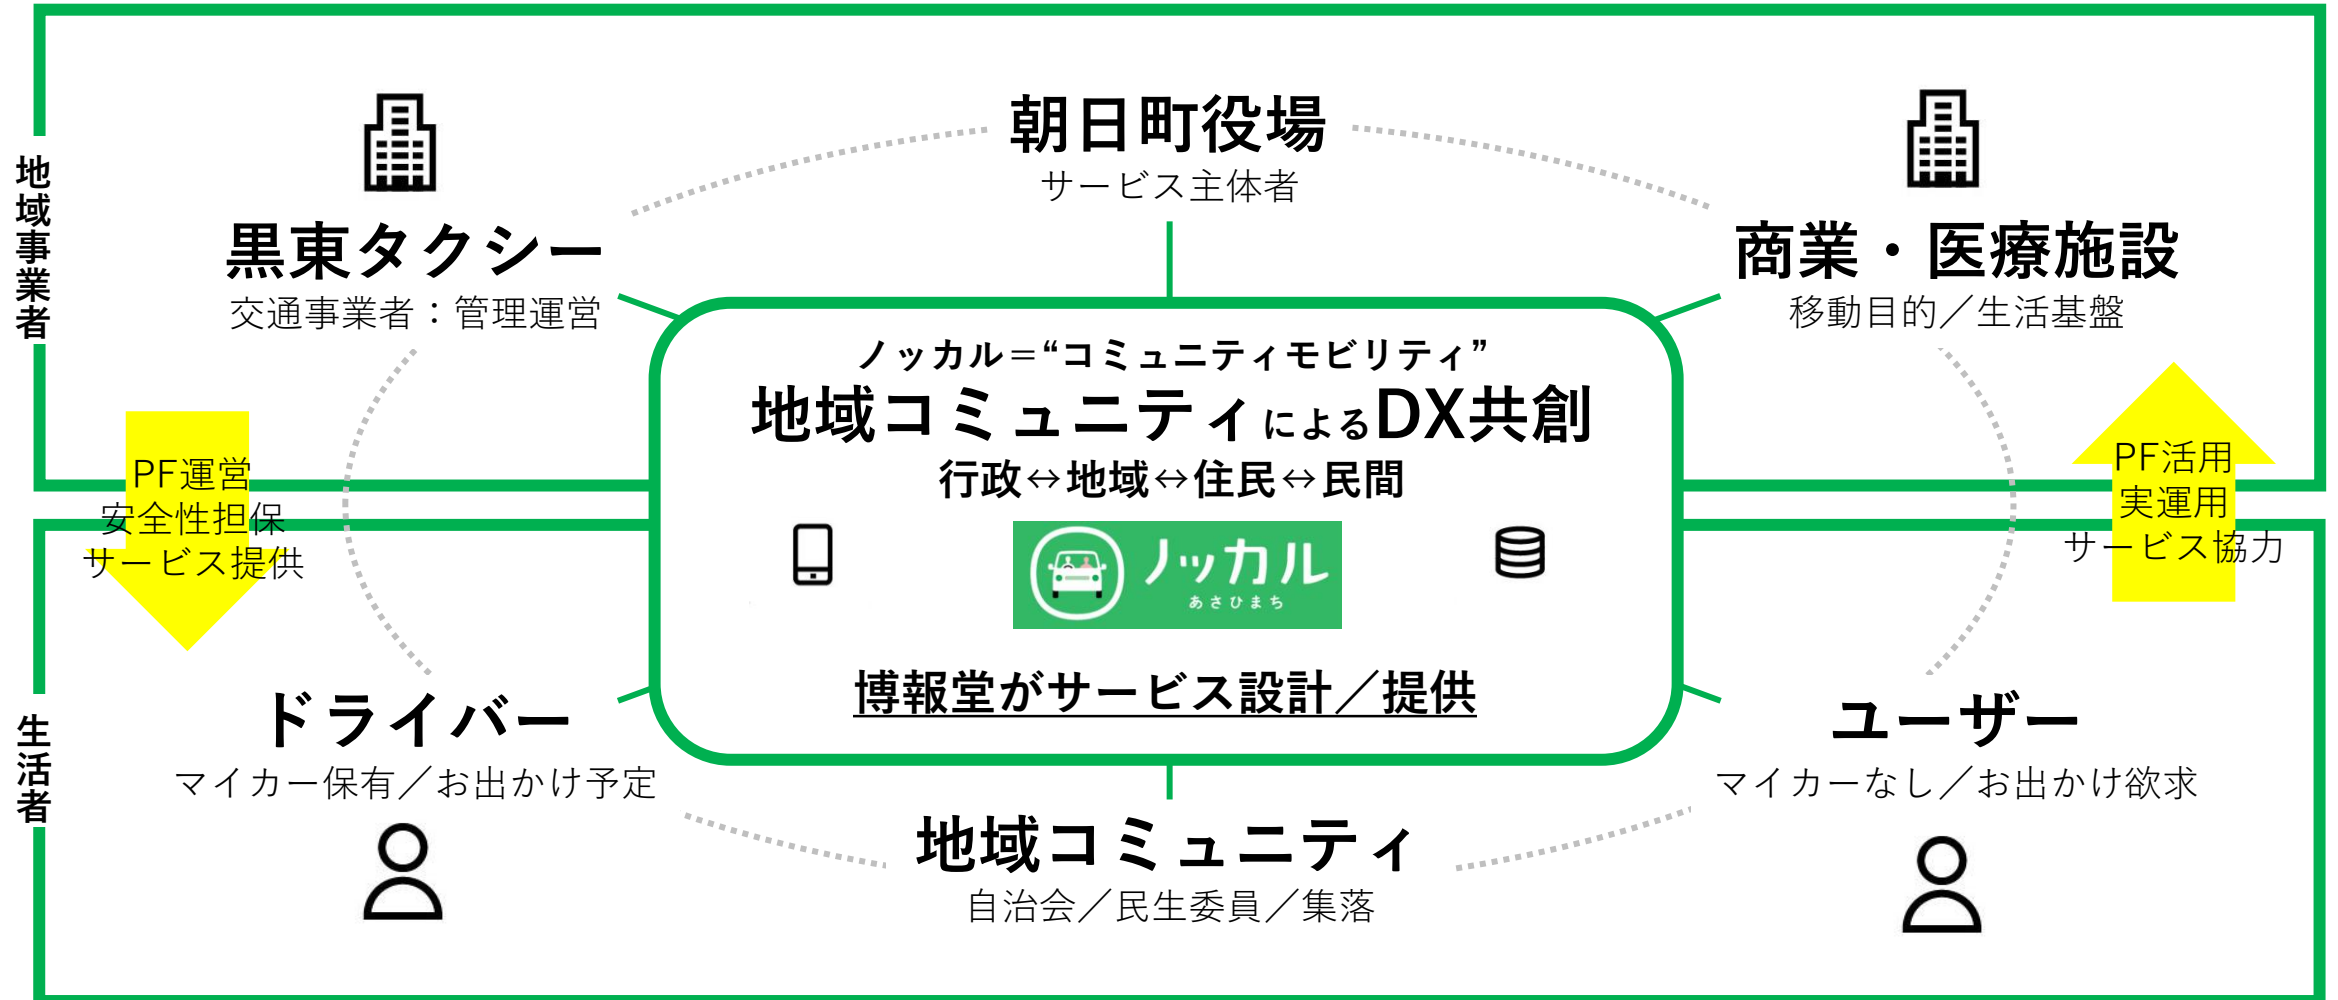 地域事業者
朝日町役場
サービス主体者
黒東タクシー
交通事業者：管理運営
商業・医療施設
移動目的／生活基盤
ノッカル＝“コミュニティモビリティ”
地域コミュニティによるDX共創
行政↔地域↔住民↔民間
ノッカル
あさひまち
博報堂がサービス設計／提供
PF運営
安全性担保
サービス提供
PF活用
実運用
サービス協力
生活者
ドライバー
マイカー保有／お出かけ予定
ユーザー
マイカーなし／お出かけ欲求
地域コミュニティ
自治会／民生委員／集落